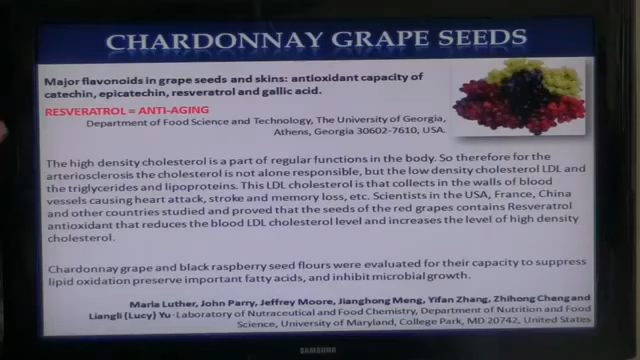 CHARDONNAY GRAPE SEEDS
Major flavonoids in grape seeds and skins: antioxidant capacity of
catechin, epicatechin, resveratrol and gallic acid.
RESVERATROL = ANTI-AGING
Department of Food Science and Technology, The University of Georgia,
Athens, Georgia 30602-7610, USA.
The high density cholesterol is a part of regular functions in the body. So therefore for the
arteriosclerosis the cholesterol is not alone responsible, but the low density cholesterol LDL and
the triglycerides and lipoproteins. This LDL cholesterol is that collects in the walls of blood
vessels causing heart attack, stroke and memory loss, etc. Scientists in the USA, France, China
and other countries studied and proved that the seeds of the red grapes contains Resveratrol
antioxidant that reduces the blood LDL cholesterol level and increases the level of high density
cholesterol.
Chardonnay grape and black raspberry seed flours were evaluated for their capacity to suppress
lipid oxidation preserve important fatty acids, and inhibit microbial growth.
Marla Luther, John Parry, Jeffrey Moore, Jianghong Meng, Yifan Zhang, Zhihong Cheng and
Liangli (Lucy) Yu - Laboratory of Nutraceutical and Food Chemistry, Department of Nutrition and Food
Science, University of Maryland, College Park, MD 20742, United States
SAMSUNG